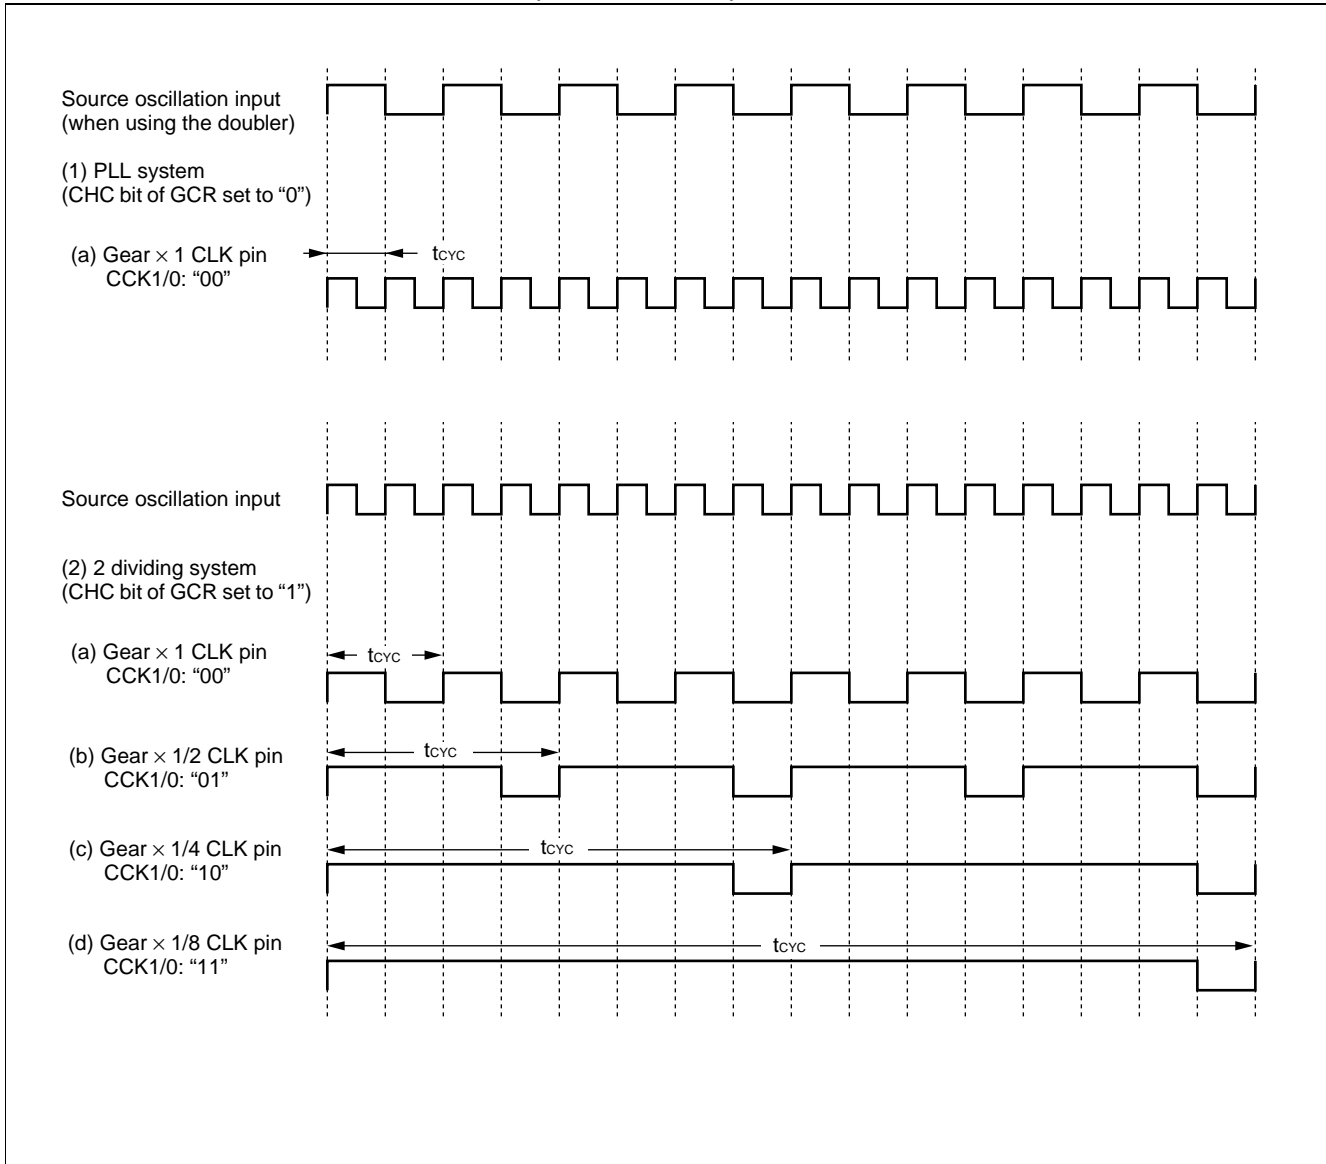 Source oscillation input
(when using the doubler)
(1) PLL system
(CHC bit of GCR set to “0”)
(a) Gear × 1 CLK pin
CCK1/0: “00”
tCYC
Source oscillation input
(2) 2 dividing system
(CHC bit of GCR set to “1”)
(a) Gear × 1 CLK pin
CCK1/0: “00”
tCYC
(b) Gear × 1/2 CLK pin
CCK1/0: “01”
tCYC
(c) Gear × 1/4 CLK pin
CCK1/0: “10”
tCYC
(d) Gear × 1/8 CLK pin
CCK1/0: “11”
tCYC